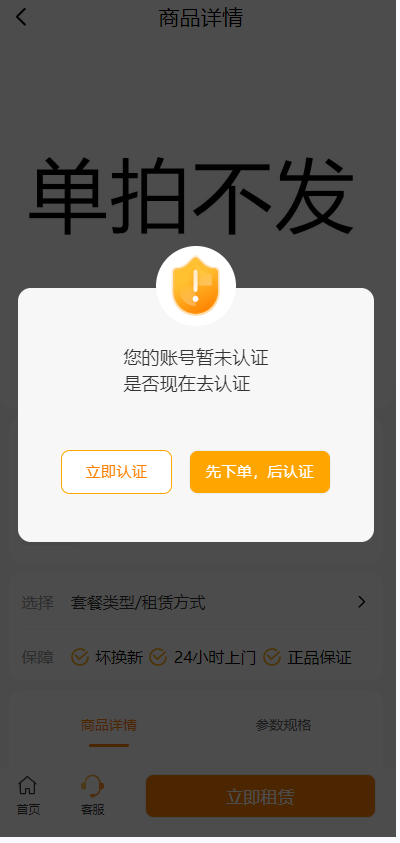 商品详情
单拍不发
您的账号暂未认证
是否现在去认证
立即认证 先下单，后认证
选择 套餐类型/租赁方式
保障 坏换新 24小时上门 正品保证
商品详情 参数规格
首页 客服 立即租赁